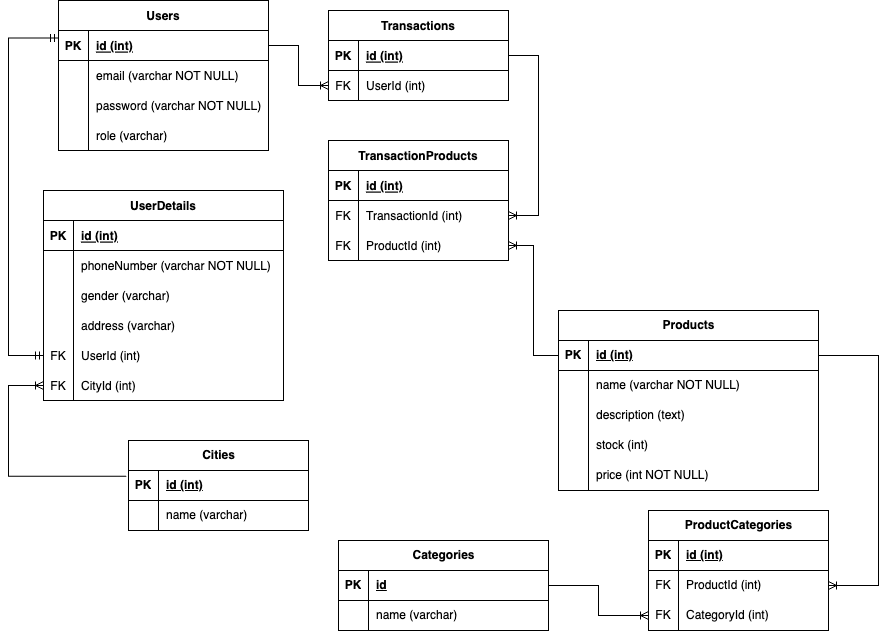 Users
PK id (int)
email (varchar NOT NULL)
password (varchar NOT NULL)
role (varchar)
Transactions
PK id (int)
FK UserId (int)
TransactionProducts
PK id (int)
FK TransactionId (int)
FK ProductId (int)
UserDetails
PK id (int)
phoneNumber (varchar NOT NULL)
gender (varchar)
address (varchar)
FK UserId (int)
FK CityId (int)
Products
PK id (int)
name (varchar NOT NULL)
description (text)
stock (int)
price (int NOT NULL)
Cities
PK id (int)
name (varchar)
Categories
PK id
name (varchar)
ProductCategories
PK id (int)
FK ProductId (int)
FK CategoryId (int)